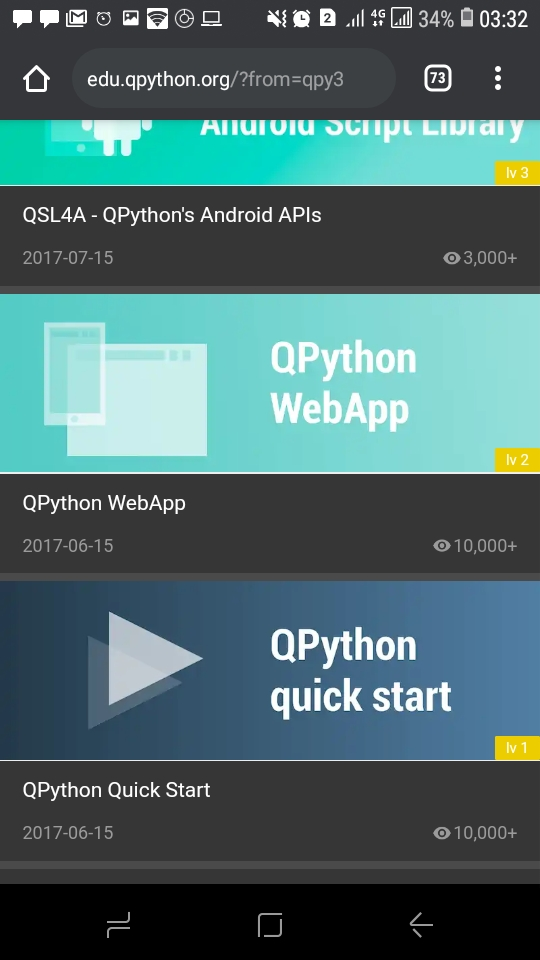 2 4G 34% 03:32
edu.qpython.org/?from=qpy3 73
Android Script Library
lv 3
QSL4A - QPython's Android APIs
2017-07-15 3,000+
QPython
WebApp
lv 2
QPython WebApp
2017-06-15 10,000+
QPython
quick start
lv 1
QPython Quick Start
2017-06-15 10,000+